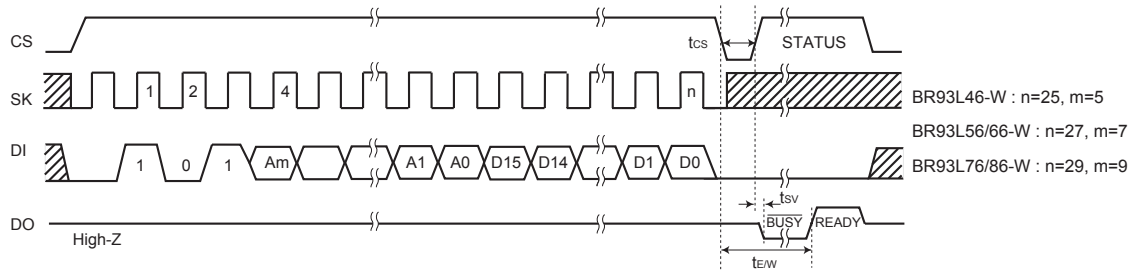 CS
tCS
STATUS
SK
1
2
4
n
BR93L46-W : n=25, m=5
BR93L56/66-W : n=27, m=7
BR93L76/86-W : n=29, m=9
DI
1
0
1
Am
A1
A0
D15
D14
D1
D0
tSV
DO
High-Z
BUSY
READY
tE/W